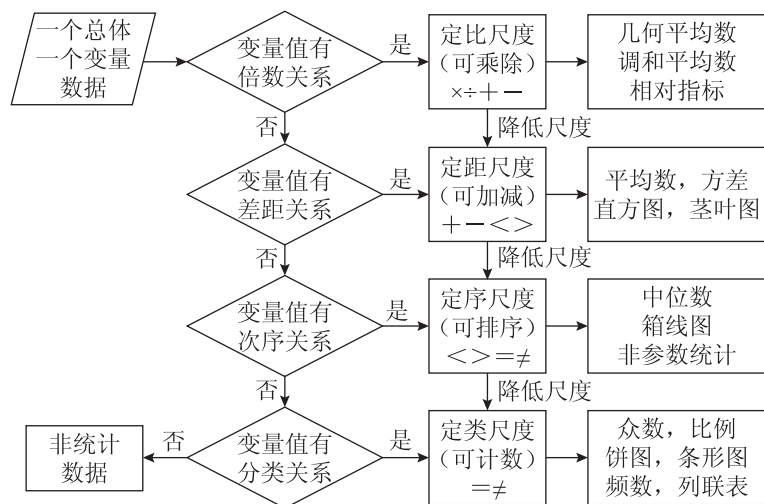 一个总体
一个变量
数据
变量值有
倍数关系
是
定比尺度
（可乘除）
×÷＋－
几何平均数
调和平均数
相对指标
否
降低尺度
变量值有
差距关系
是
定距尺度
（可加减）
＋－＜＞
平均数，方差
直方图，茎叶图
否
降低尺度
变量值有
次序关系
是
定序尺度
（可排序）
＜＞＝≠
中位数
箱线图
非参数统计
否
降低尺度
非统计
数据
否
变量值有
分类关系
是
定类尺度
（可计数）
＝≠
众数，比例
饼图，条形图
频数，列联表